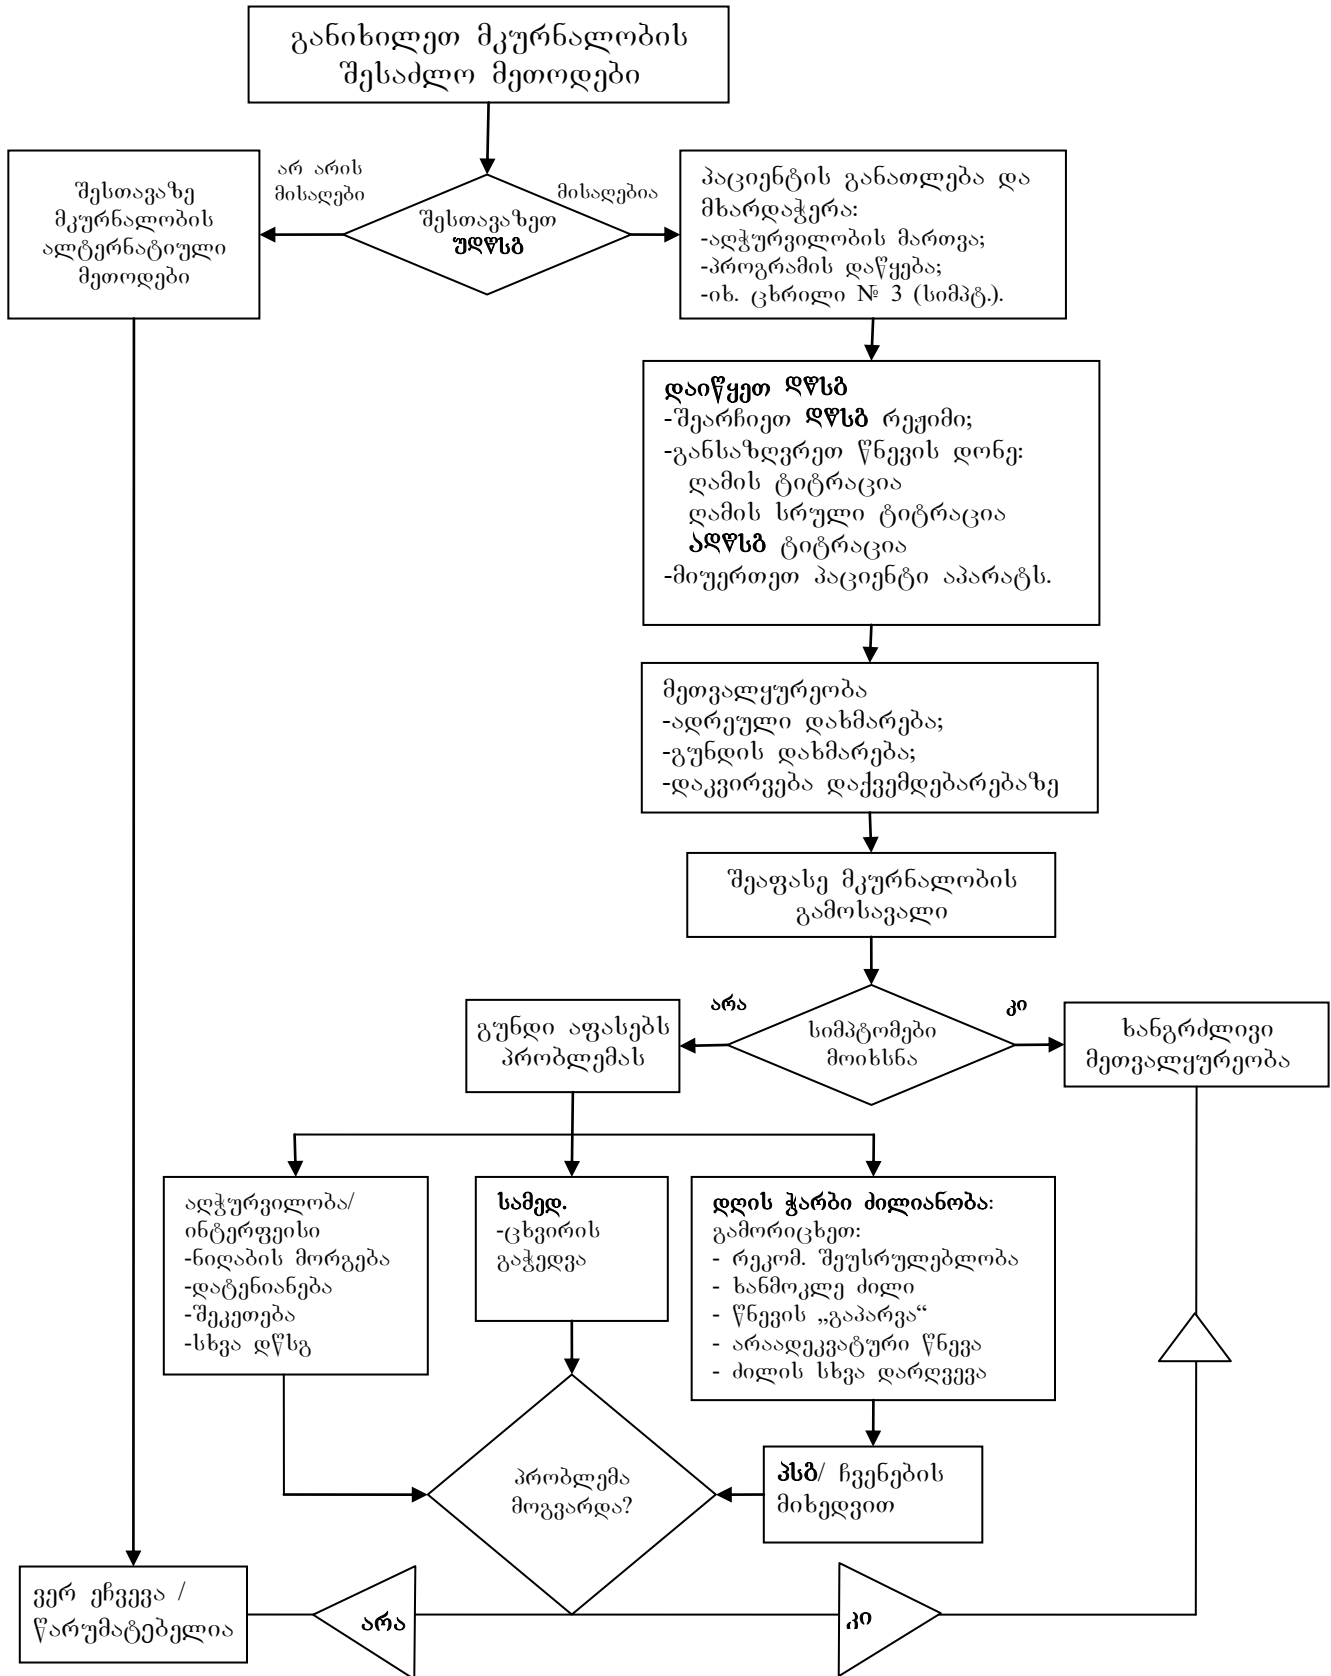 განიხილეთ მკურნალობის
შესაძლო მეთოდები
არ არის
მისაღები
მისაღებია
შესთავაზეთ
უდწსგ
შესთავაზე
მკურნალობის
ალტერნატიული
მეთოდები
პაციენტის განათლება და
მხარდაჭერა:
-აღჭურვილობის მართვა;
-პროგრამის დაწყება;
-იხ. ცხრილი № 3 (სიმპტ.).
დაიწყეთ დწსგ
-შეარჩიეთ დწსგ რეჟიმი;
-განსაზღვრეთ წნევის დონე:
ღამის ტიტრაცია
ღამის სრული ტიტრაცია
ადწსგ ტიტრაცია
-მიუერთეთ პაციენტი აპარატს.
მეთვალყურეობა
-ადრეული დახმარება;
-გუნდის დახმარება;
-დაკვირვება დაქვემდებარებაზე
შეაფასე მკურნალობის
გამოსავალი
არა
კი
სიმპტომები
მოიხსნა
გუნდი აფასებს
პრობლემას
ხანგრძლივი
მეთვალყურეობა
აღჭურვილობა/
ინტერფეისი
-ნიღაბის მორგება
-დატენიანება
-შეკეთება
-სხვა დწსგ
სამედ.
-ცხვირის
გაჭედვა
დღის ჭარბი ძილიანობა:
გამორიცხეთ:
- რეკომ. შეუსრულებლობა
- ხანმოკლე ძილი
- წნევის „გაპარვა“
- არაადეკვატური წნევა
- ძილის სხვა დარღვევა
პრობლემა
მოგვარდა?
პსგ/ ჩვენების
მიხედვით
ვერ ეჩვევა /
წარუმატებელია
არა
კი